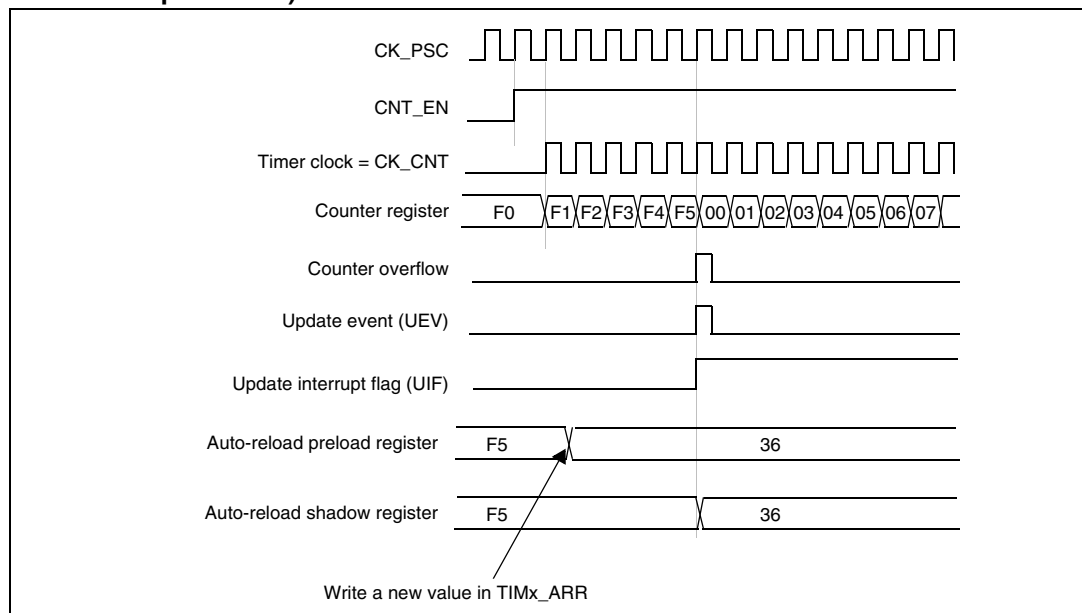 CK_PSC
CNT_EN
Timer clock = CK_CNT
Counter register F0 F1 F2 F3 F4 F5 00 01 02 03 04 05 06 07
Counter overflow
Update event (UEV)
Update interrupt flag (UIF)
Auto-reload preload register F5 36
Auto-reload shadow register F5 36
Write a new value in TIMx_ARR